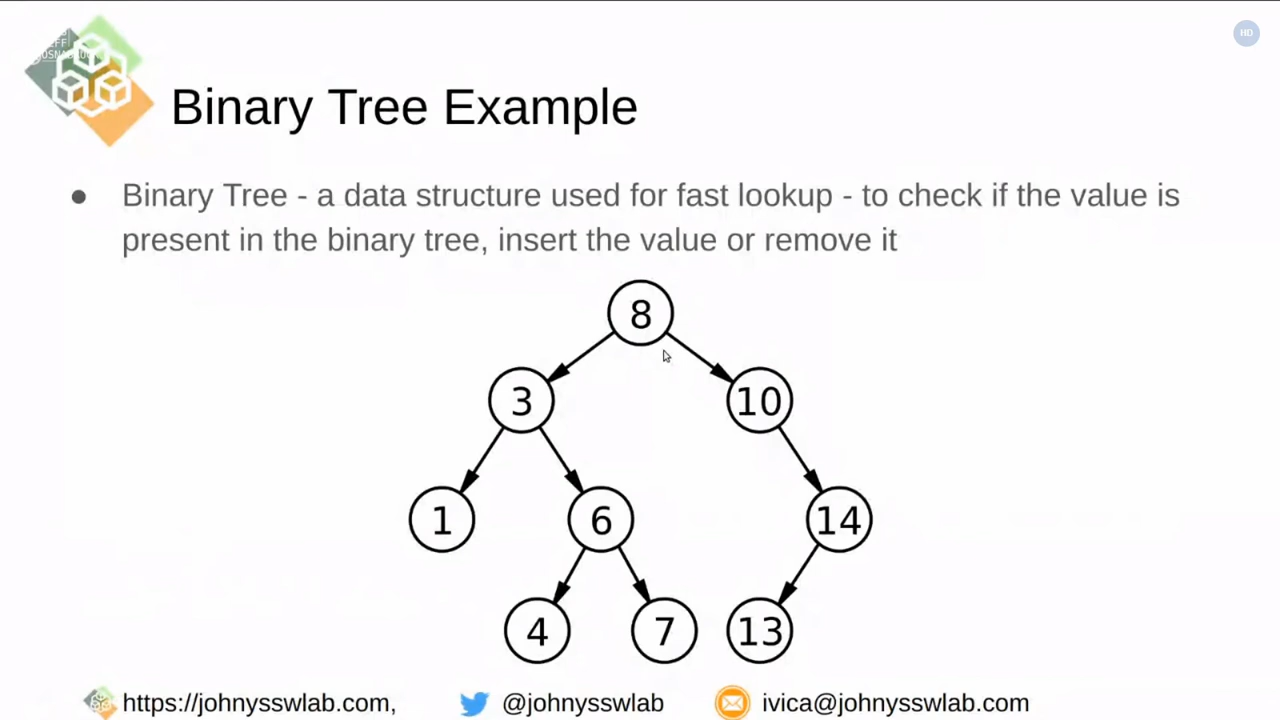 HD
Binary Tree Example
● Binary Tree - a data structure used for fast lookup - to check if the value is
present in the binary tree, insert the value or remove it
8
3 10
1 6 14
4 7 13
https://johnysswlab.com, @johnysswlab ivica@johnysswlab.com